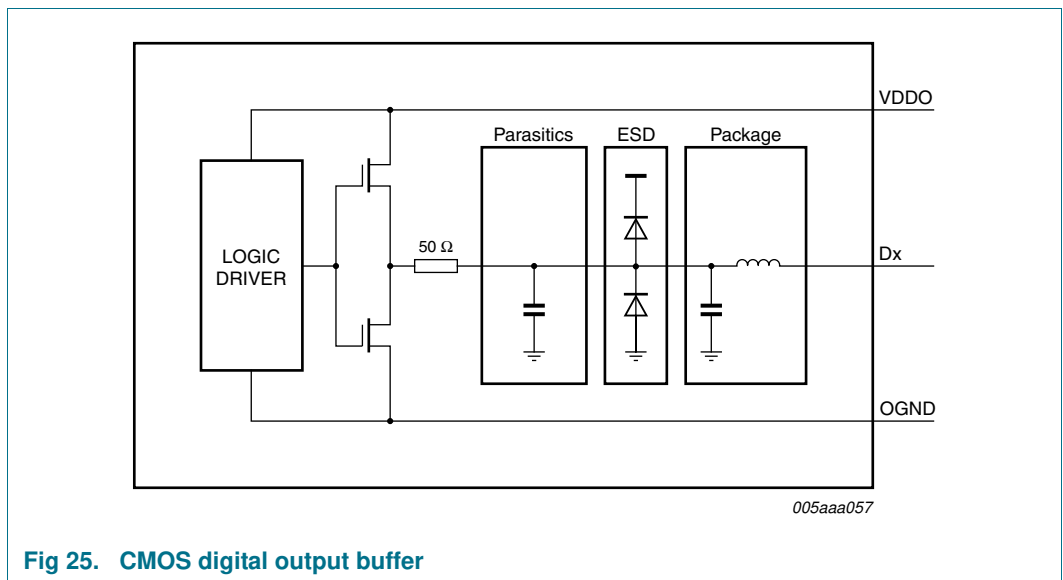 VDDO
Parasitics
ESD
Package
LOGIC
DRIVER
50 Ω
Dx
OGND
005aaa057
Fig 25. CMOS digital output buffer